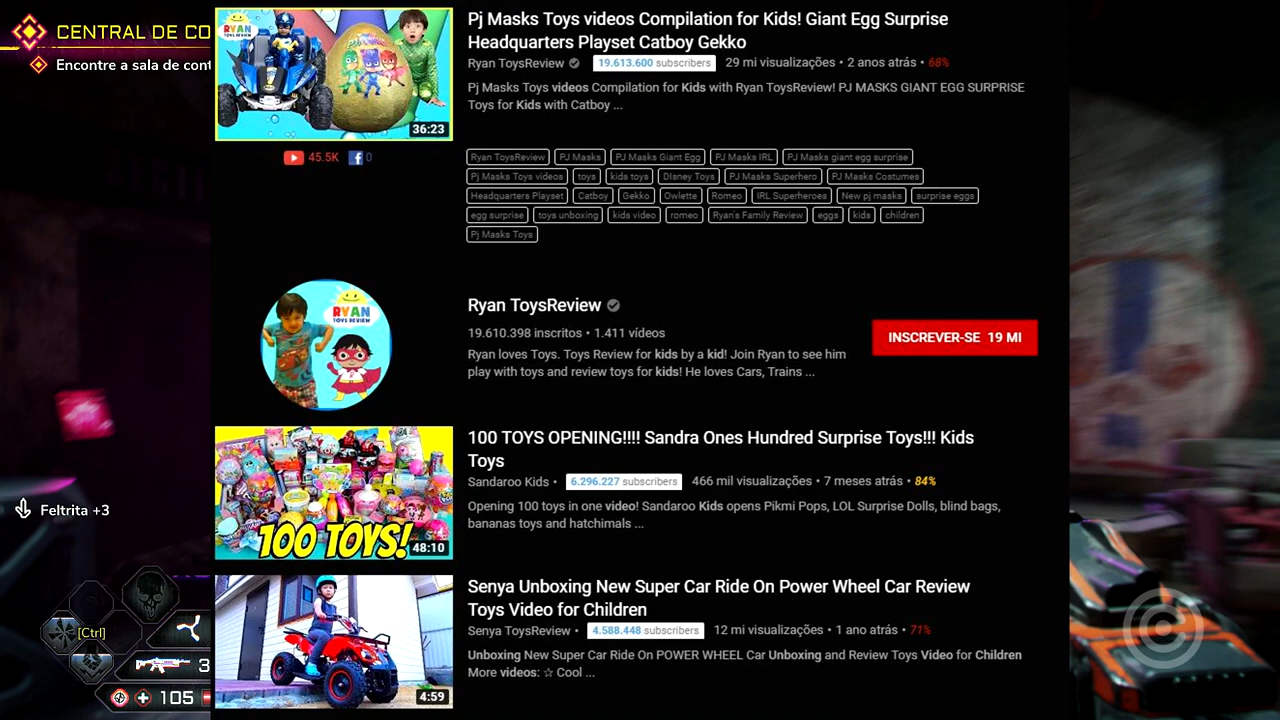 CENTRAL DE CO
Encontre a sala de cont
RYAN
36:23
45.5K
0
Pj Masks Toys videos Compilation for Kids! Giant Egg Surprise
Headquarters Playset Catboy Gekko
Ryan ToysReview 19.613.600 subscribers 29 mi visualizações • 2 anos atrás • 68%
Pj Masks Toys videos Compilation for Kids with Ryan ToysReview! PJ MASKS GIANT EGG SURPRISE
Toys for Kids with Catboy ...
Ryan ToysReview PJ Masks PJ Masks Giant Egg PJ Masks IRL PJ Masks giant egg surprise
Pj Masks Toys videos toys kids toys DIsney Toys PJ Masks Superhero PJ Masks Costumes
Headquarters Playset Catboy Gekko Owlette Romeo IRL Superheroes New pj masks surprise eggs
egg surprise toys unboxing kids video romeo Ryan's Family Review eggs kids children
Pj Masks Toys
RYAN
TOYS REVIEW
Ryan ToysReview
19.610.398 inscritos • 1.411 vídeos
Ryan loves Toys. Toys Review for kids by a kid! Join Ryan to see him
play with toys and review toys for kids! He loves Cars, Trains ...
INSCREVER-SE 19 MI
100 TOYS!
48:10
100 TOYS OPENING!!!! Sandra Ones Hundred Surprise Toys!!! Kids
Toys
Sandaroo Kids • 6.296.227 subscribers 466 mil visualizações • 7 meses atrás • 84%
Opening 100 toys in one video! Sandaroo Kids opens Pikmi Pops, LOL Surprise Dolls, blind bags,
bananas toys and hatchimals ...
Feltrita +3
4:59
Senya Unboxing New Super Car Ride On Power Wheel Car Review
Toys Video for Children
Senya ToysReview • 4.588.448 subscribers 12 mi visualizações • 1 ano atrás • 71%
Unboxing New Super Car Ride On POWER WHEEL Car Unboxing and Review Toys Video for Children
More videos: ☆ Cool ...
[Ctrl]
3
105